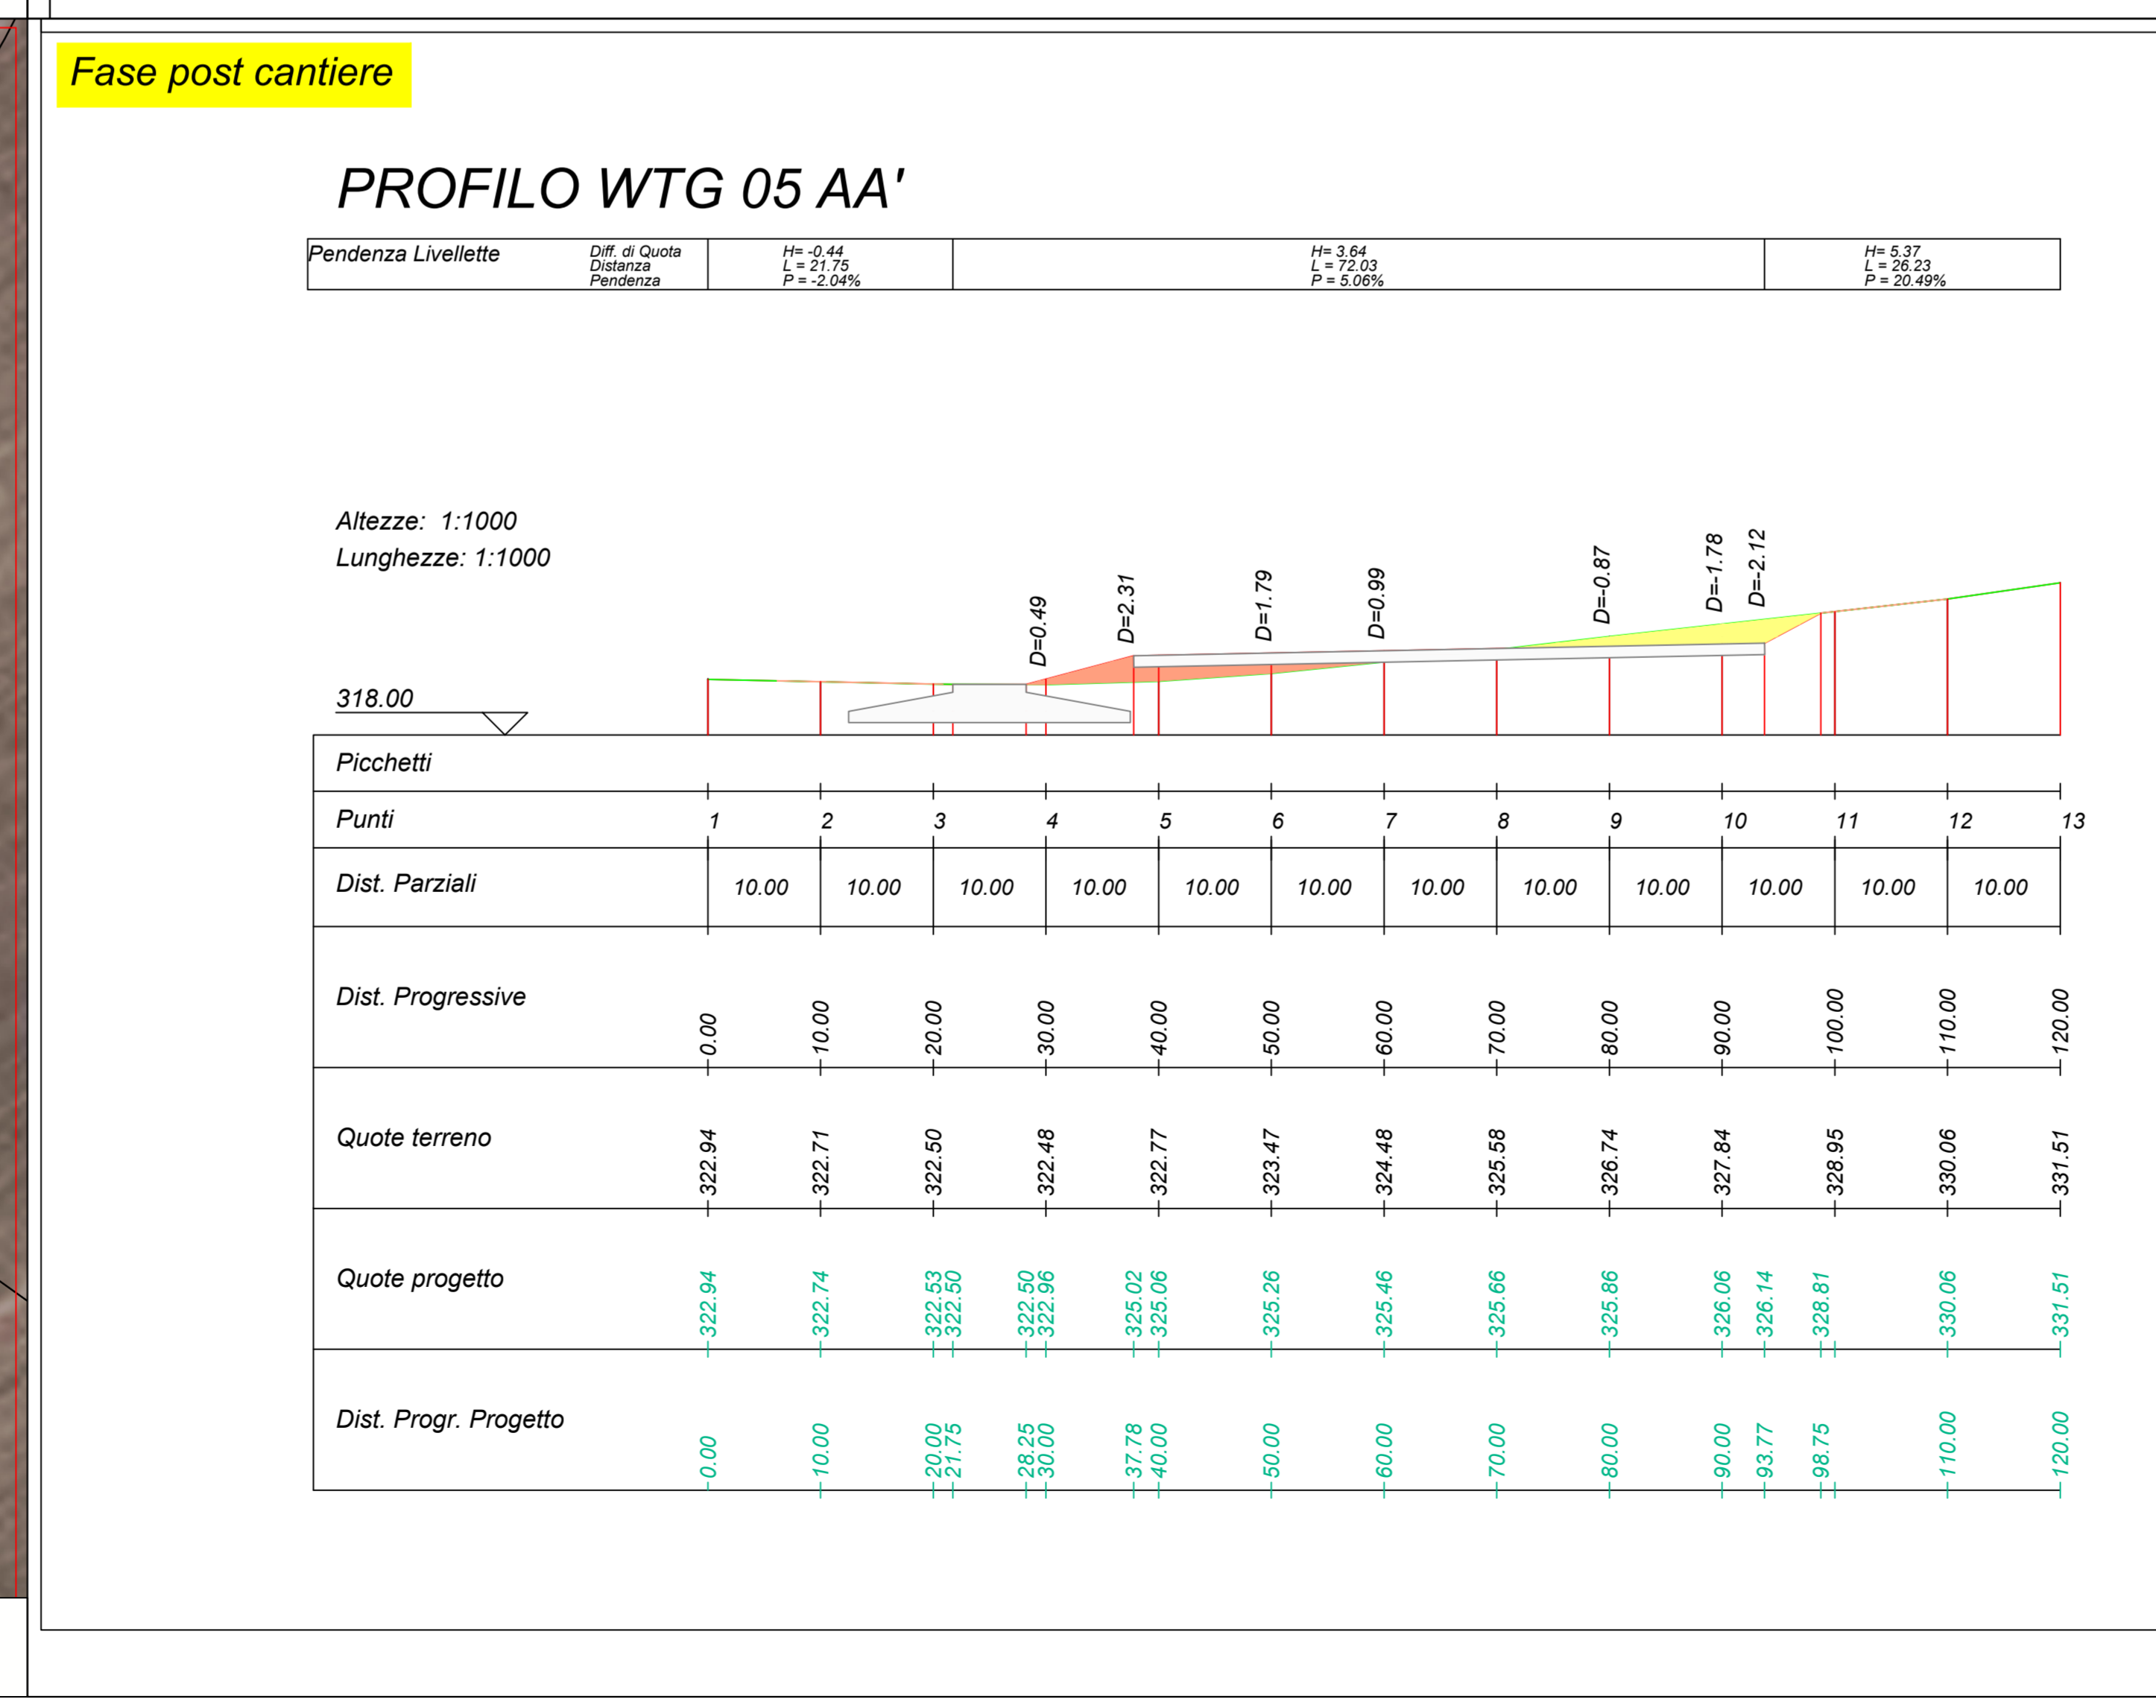 Fase post cantiere
PROFILO WTG 05 AA'
Pendenza Livellette
Diff. di Quota
Distanza
Pendenza
H= -0.44
L = 21.75
P = -2.04%
H= 3.64
L = 72.03
P = 5.06%
H= 5.37
L = 26.23
P = 20.49%
Altezze: 1:1000
Lunghezze: 1:1000
D=0.49
D=2.31
D=1.79
D=0.99
D=-0.87
D=-1.78
D=-2.12
318.00
Picchetti
Punti 1 2 3 4 5 6 7 8 9 10 11 12 13
Dist. Parziali 10.00 10.00 10.00 10.00 10.00 10.00 10.00 10.00 10.00 10.00 10.00 10.00
Dist. Progressive 0.00 10.00 20.00 30.00 40.00 50.00 60.00 70.00 80.00 90.00 100.00 110.00 120.00
Quote terreno 322.94 322.71 322.50 322.48 322.77 323.47 324.48 325.58 326.74 327.84 328.95 330.06 331.51
Quote progetto 322.94 322.74 322.53 322.50 322.50 322.96 325.02 325.06 325.26 325.46 325.66 325.86 326.06 326.14 328.81 330.06 331.51
Dist. Progr. Progetto 0.00 10.00 20.00 21.75 28.25 30.00 37.78 40.00 50.00 60.00 70.00 80.00 90.00 93.77 98.75 110.00 120.00